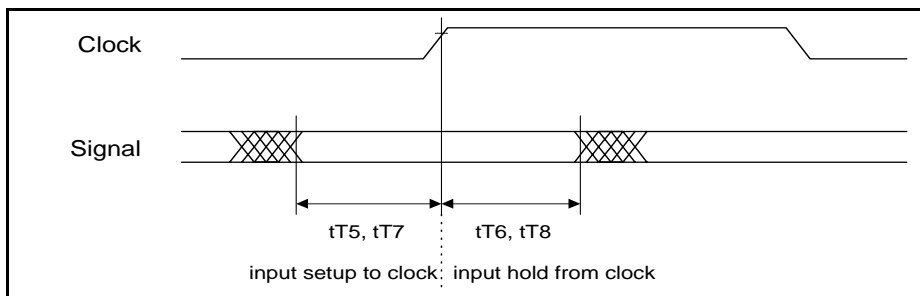 Clock
Signal
tT5, tT7 tT6, tT8
input setup to clock input hold from clock